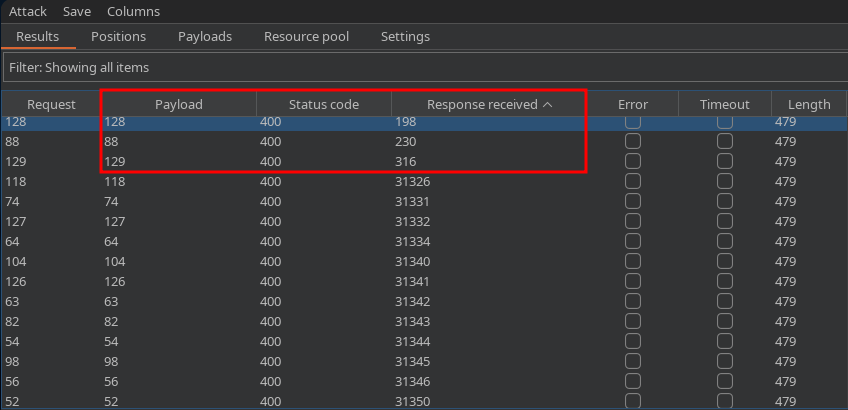 Attack Save Columns
Results Positions Payloads Resource pool Settings
Filter: Showing all items
Request Payload Status code Response received Error Timeout Length
128 128 400 198 479
88 88 400 230 479
129 129 400 316 479
118 118 400 31326 479
74 74 400 31331 479
127 127 400 31332 479
64 64 400 31334 479
104 104 400 31340 479
126 126 400 31341 479
63 63 400 31342 479
82 82 400 31343 479
54 54 400 31344 479
98 98 400 31345 479
56 56 400 31346 479
52 52 400 31350 479